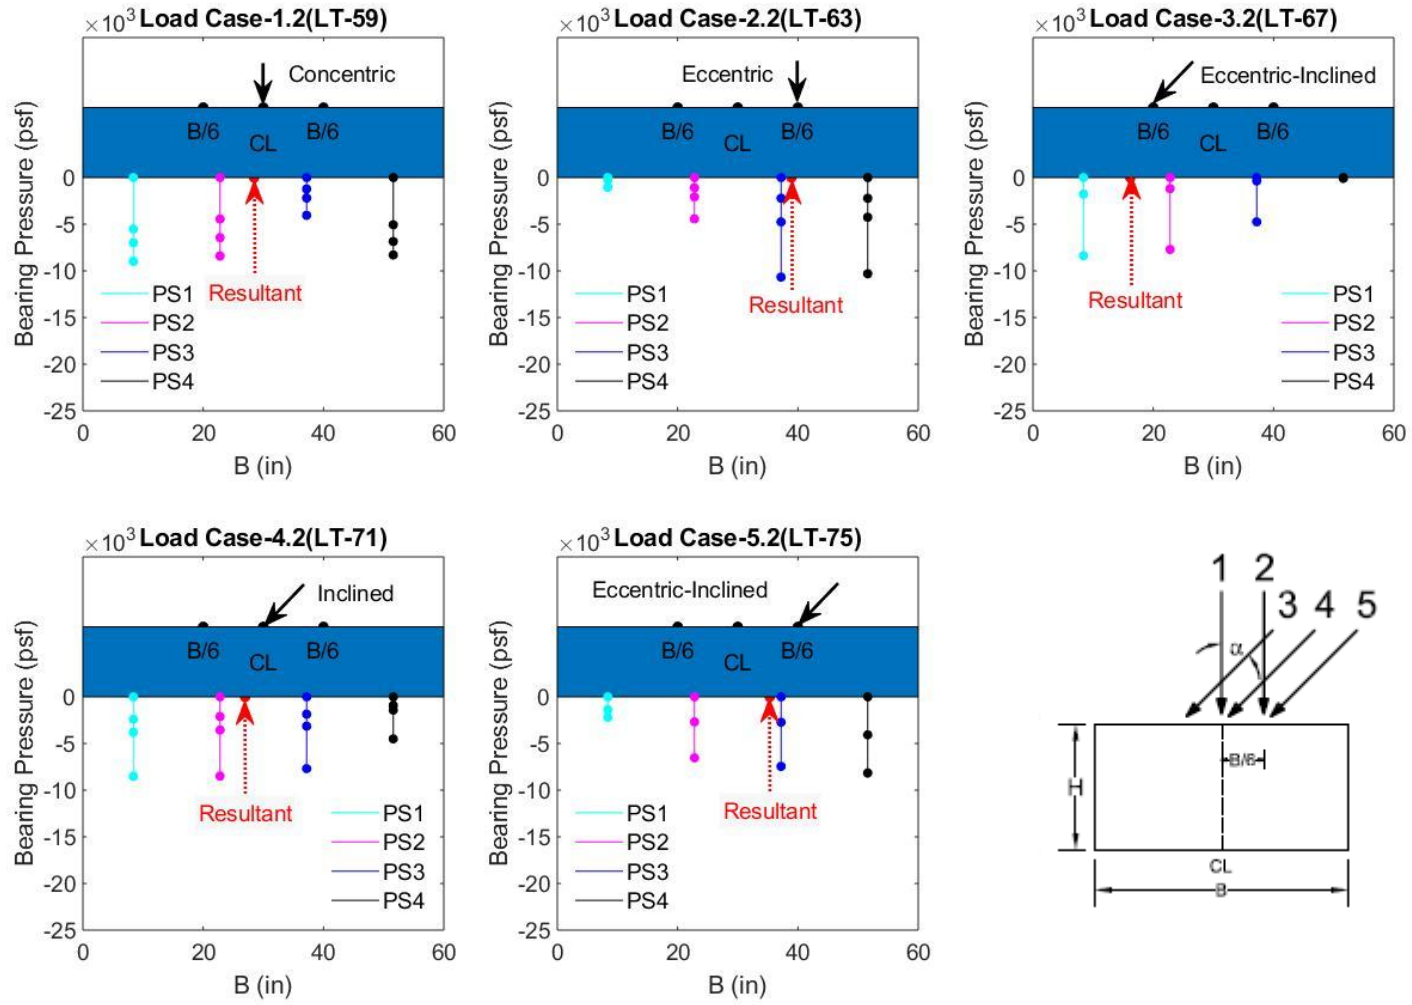 ×10³ Load Case-1.2(LT-59)
Concentric
B/6
CL
B/6
Bearing Pressure (psf)
0
-5
-10
-15
-20
-25
Resultant
PS1
PS2
PS3
PS4
0 20 40 60
B (in)
×10³ Load Case-2.2(LT-63)
Eccentric
B/6
CL
B/6
Bearing Pressure (psf)
0
-5
-10
-15
-20
-25
Resultant
PS1
PS2
PS3
PS4
0 20 40 60
B (in)
×10³ Load Case-3.2(LT-67)
Eccentric-Inclined
B/6
CL
B/6
Bearing Pressure (psf)
0
-5
-10
-15
-20
-25
Resultant
PS1
PS2
PS3
PS4
0 20 40 60
B (in)
×10³ Load Case-4.2(LT-71)
Inclined
B/6
CL
B/6
Bearing Pressure (psf)
0
-5
-10
-15
-20
-25
Resultant
PS1
PS2
PS3
PS4
0 20 40 60
B (in)
×10³ Load Case-5.2(LT-75)
Eccentric-Inclined
B/6
CL
B/6
Bearing Pressure (psf)
0
-5
-10
-15
-20
-25
Resultant
PS1
PS2
PS3
PS4
0 20 40 60
B (in)
1 2
3 4 5
α
B/6
H
CL
B